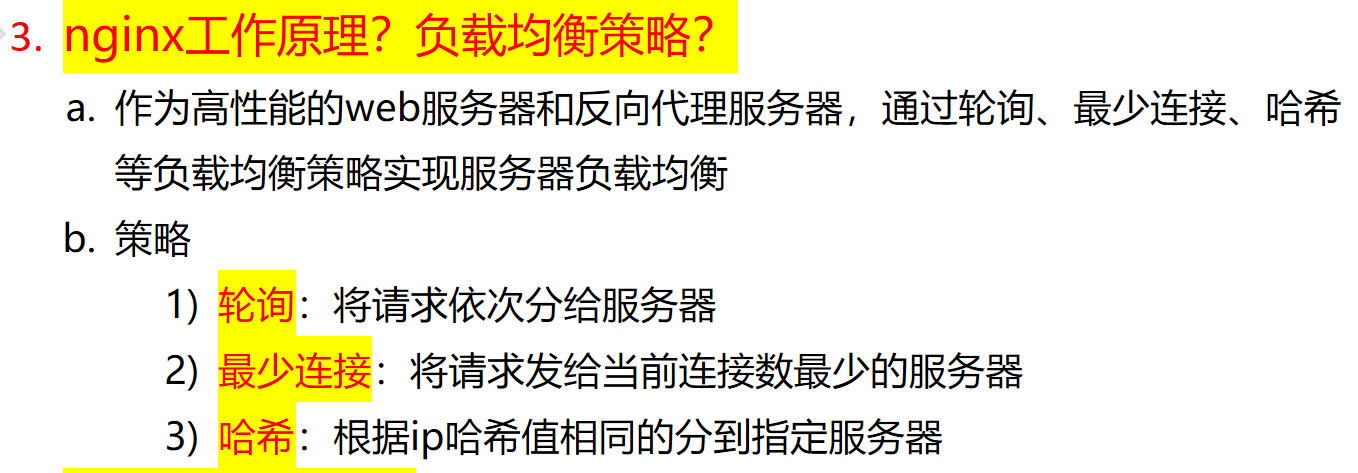 3. nginx工作原理？负载均衡策略？
a. 作为高性能的web服务器和反向代理服务器，通过轮询、最少连接、哈希
等负载均衡策略实现服务器负载均衡
b. 策略
1) 轮询：将请求依次分给服务器
2) 最少连接：将请求发给当前连接数最少的服务器
3) 哈希：根据ip哈希值相同的分到指定服务器